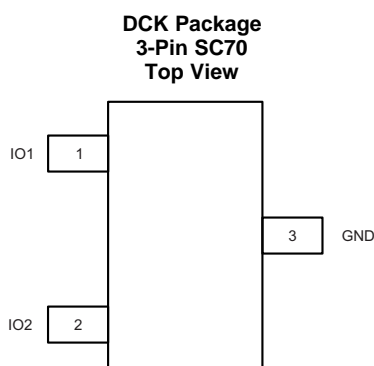 DCK Package
3-Pin SC70
Top View
IO1
1
3
GND
IO2
2